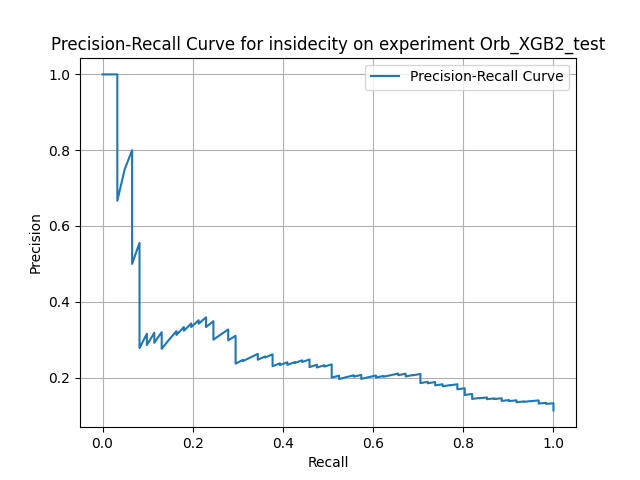 Precision-Recall Curve for insidecity on experiment Orb_XGB2_test
Precision-Recall Curve
1.0
0.8
0.6
0.4
0.2
Precision
0.0
0.2
0.4
0.6
0.8
1.0
Recall